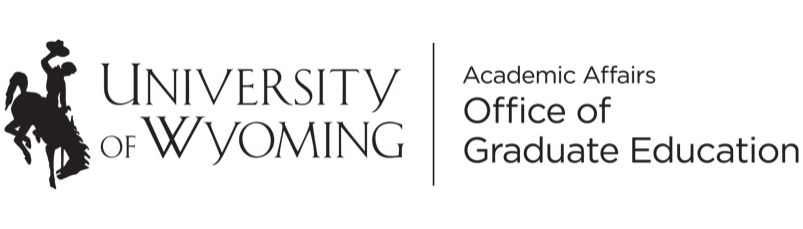 UNIVERSITY
OF WYOMING
Academic Affairs
Office of
Graduate Education